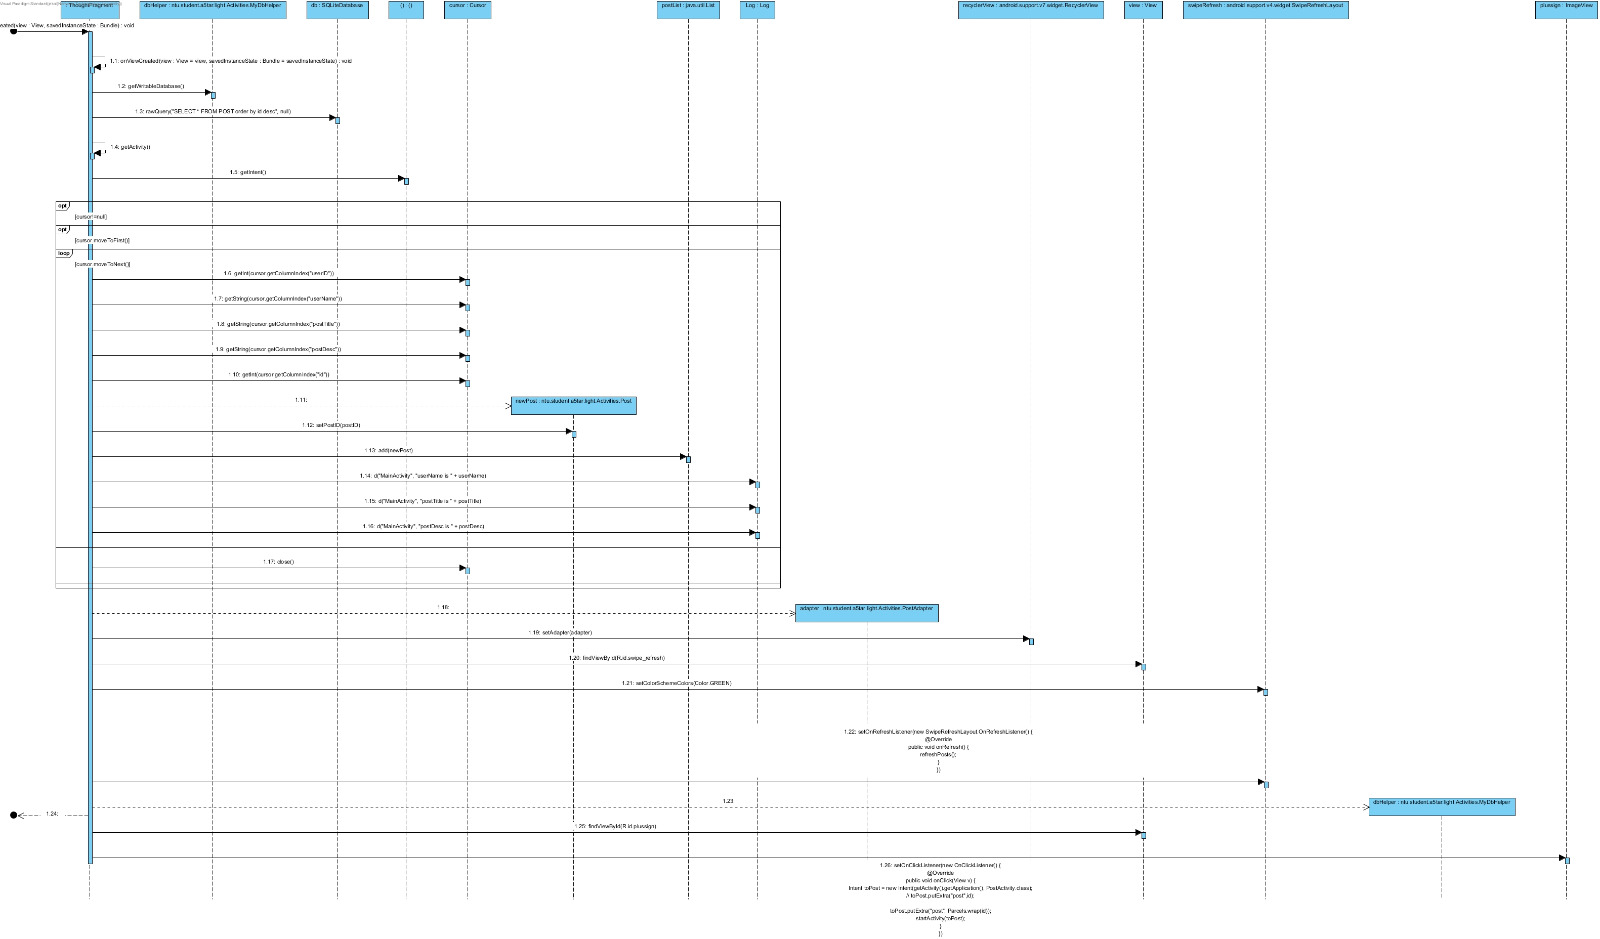 ThoughtFragment
dbHelper : ntu.student.aStar.light.Activities.MyDbHelper
db : SQLiteDatabase
() : ()
cursor : Cursor
postList : java.util.List
Log : Log
recyclerView : android.support.v7.widget.RecyclerView
view : View
swipeRefresh : android.support.v4.widget.SwipeRefreshLayout
plussign : ImageView
eated(view : View, savedInstanceState : Bundle) : void
1.1: onViewCreated(view : View = view, savedInstanceState : Bundle = savedInstanceState) : void
1.2: getWritableDatabase()
1.3: rawQuery("SELECT * FROM POST order by id desc", null)
1.4: getActivity()
1.5: getIntent()
opt
[cursor!=null]
opt
[cursor.moveToFirst()]
loop
[cursor.moveToNext()]
1.6: getInt(cursor.getColumnIndex("userID"))
1.7: getString(cursor.getColumnIndex("userName"))
1.8: getString(cursor.getColumnIndex("postTitle"))
1.9: getString(cursor.getColumnIndex("postDesc"))
1.10: getInt(cursor.getColumnIndex("id"))
1.11:
newPost : ntu.student.aStar.light.Activities.Post
1.12: setPostID(postID)
1.13: add(newPost)
1.14: d("MainActivity", "userName is " + userName)
1.15: d("MainActivity", "postTitle is " + postTitle)
1.16: d("MainActivity", "postDesc is " + postDesc)
1.17: close()
1.18:
adapter : ntu.student.aStar.light.Activities.PostAdapter
1.19: setAdapter(adapter)
1.20: findViewById(R.id.swipe_refresh)
1.21: setColorSchemeColors(Color.GREEN)
1.22: setOnRefreshListener(new SwipeRefreshLayout.OnRefreshListener() {
@Override
public void onRefresh() {
refreshPosts();
}
})
1.23
dbHelper : ntu.student.aStar.light.Activities.MyDbHelper
1.24:
1.25: findViewById(R.id.plussign)
1.26: setOnClickListener(new OnClickListener() {
@Override
public void onClick(View v) {
Intent toPost = new Intent(getActivity().getApplication(), PostActivity.class);
// toPost.putExtra("post",id);
toPost.putExtra("post", Parcels.wrap(id));
startActivity(toPost);
}
})